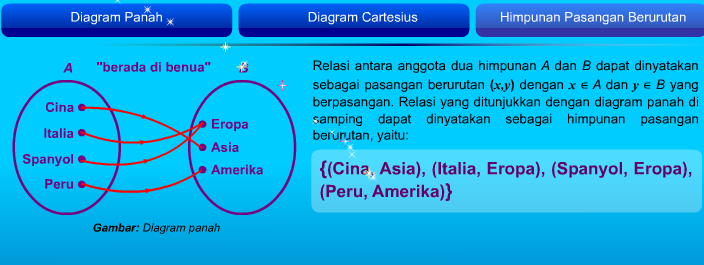 Diagram Panah
Diagram Cartesius
Himpunan Pasangan Berurutan
A "berada di benua" B
Cina
Italia
Spanyol
Peru
Eropa
Asia
Amerika
Gambar: Diagram panah
Relasi antara anggota dua himpunan A dan B dapat dinyatakan
sebagai pasangan berurutan (x,y) dengan x ∈ A dan y ∈ B yang
berpasangan. Relasi yang ditunjukkan dengan diagram panah di
samping dapat dinyatakan sebagai himpunan pasangan
berurutan, yaitu:
{(Cina, Asia), (Italia, Eropa), (Spanyol, Eropa),
(Peru, Amerika)}